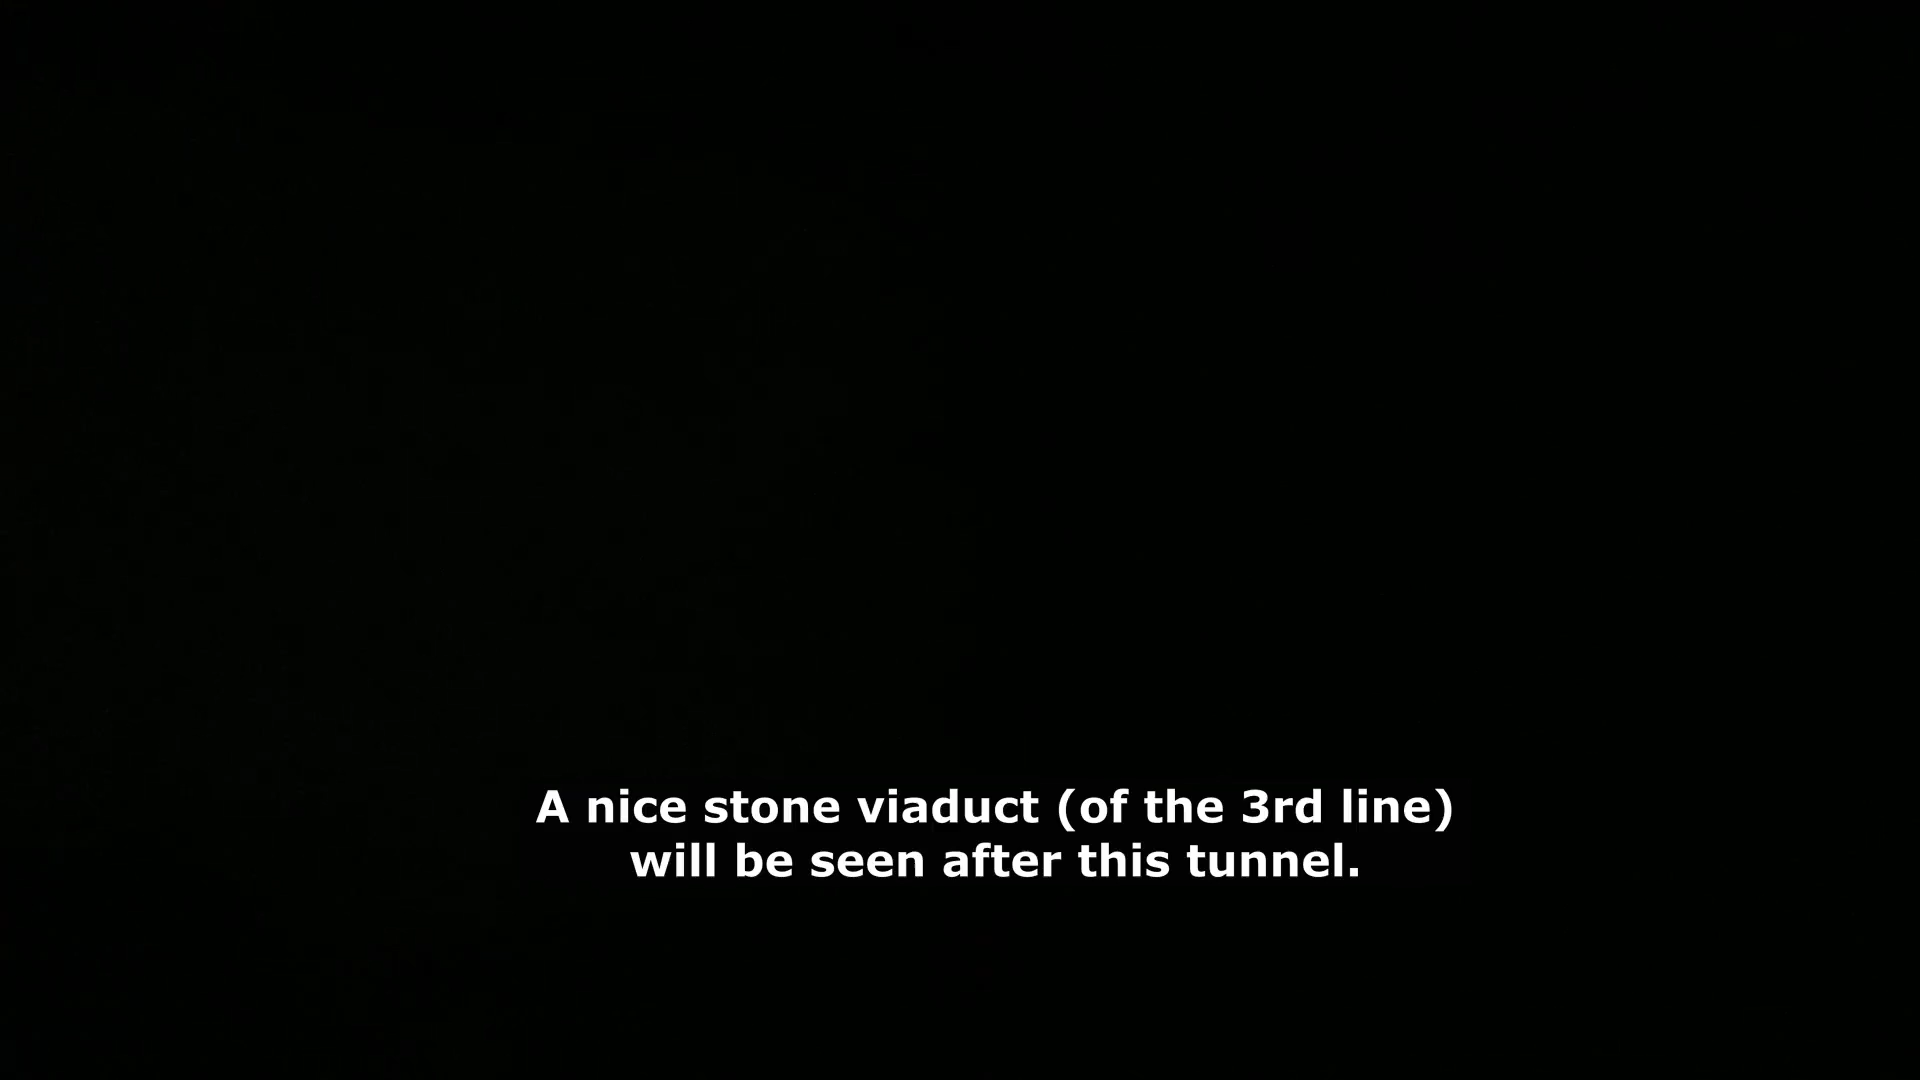 A nice stone viaduct (of the 3rd line)
will be seen after this tunnel.